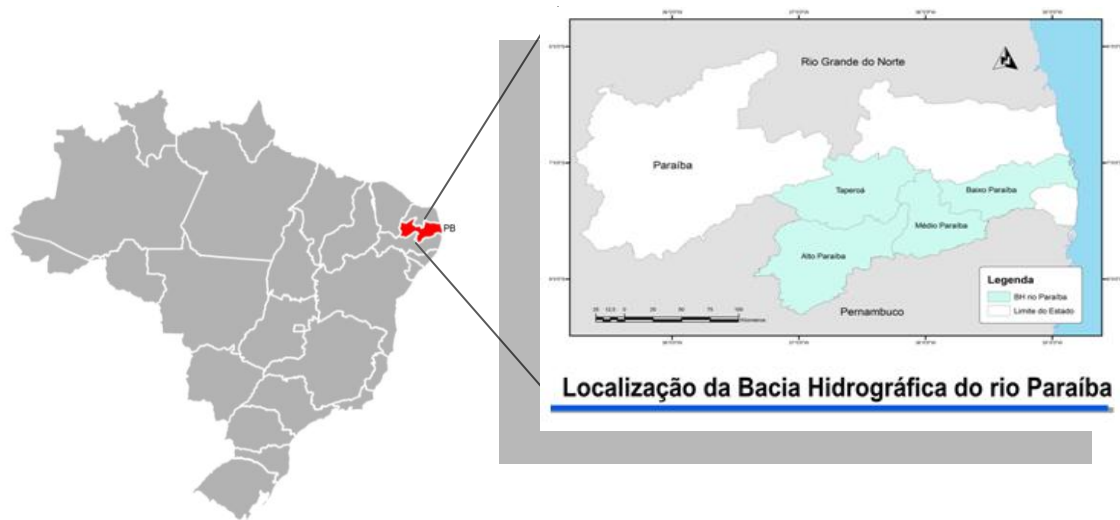 PB
Rio Grande do Norte
Paraíba
Taperoá
Baixo Paraíba
Médio Paraíba
Alto Paraíba
Pernambuco
Legenda
BH rio Paraíba
Limite do Estado
Localização da Bacia Hidrográfica do rio Paraíba